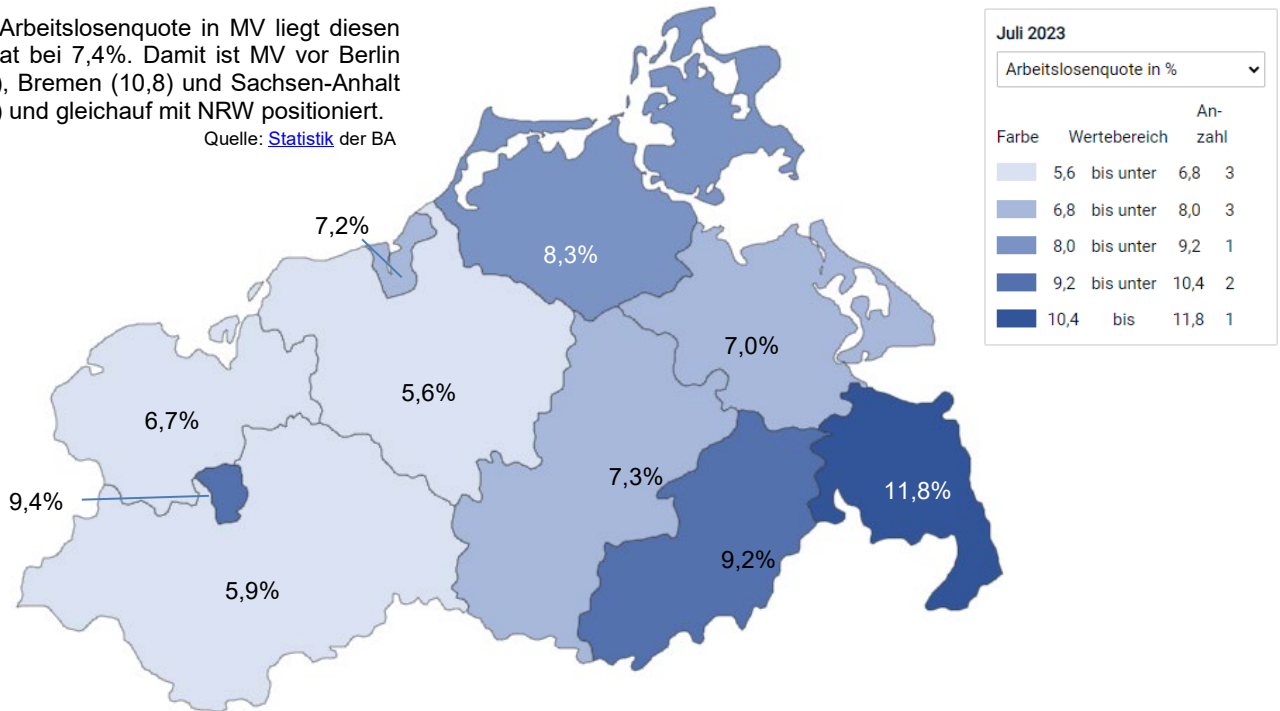 Arbeitslosenquote in MV liegt diesen
at bei 7,4%. Damit ist MV vor Berlin
), Bremen (10,8) und Sachsen-Anhalt
) und gleichauf mit NRW positioniert.
Quelle: Statistik der BA
Juli 2023
Arbeitslosenquote in %
Farbe Wertebereich An-
zahl
5,6 bis unter 6,8 3
6,8 bis unter 8,0 3
8,0 bis unter 9,2 1
9,2 bis unter 10,4 2
10,4 bis 11,8 1
7,2%
8,3%
7,0%
5,6%
6,7%
7,3%
9,4%
11,8%
9,2%
5,9%